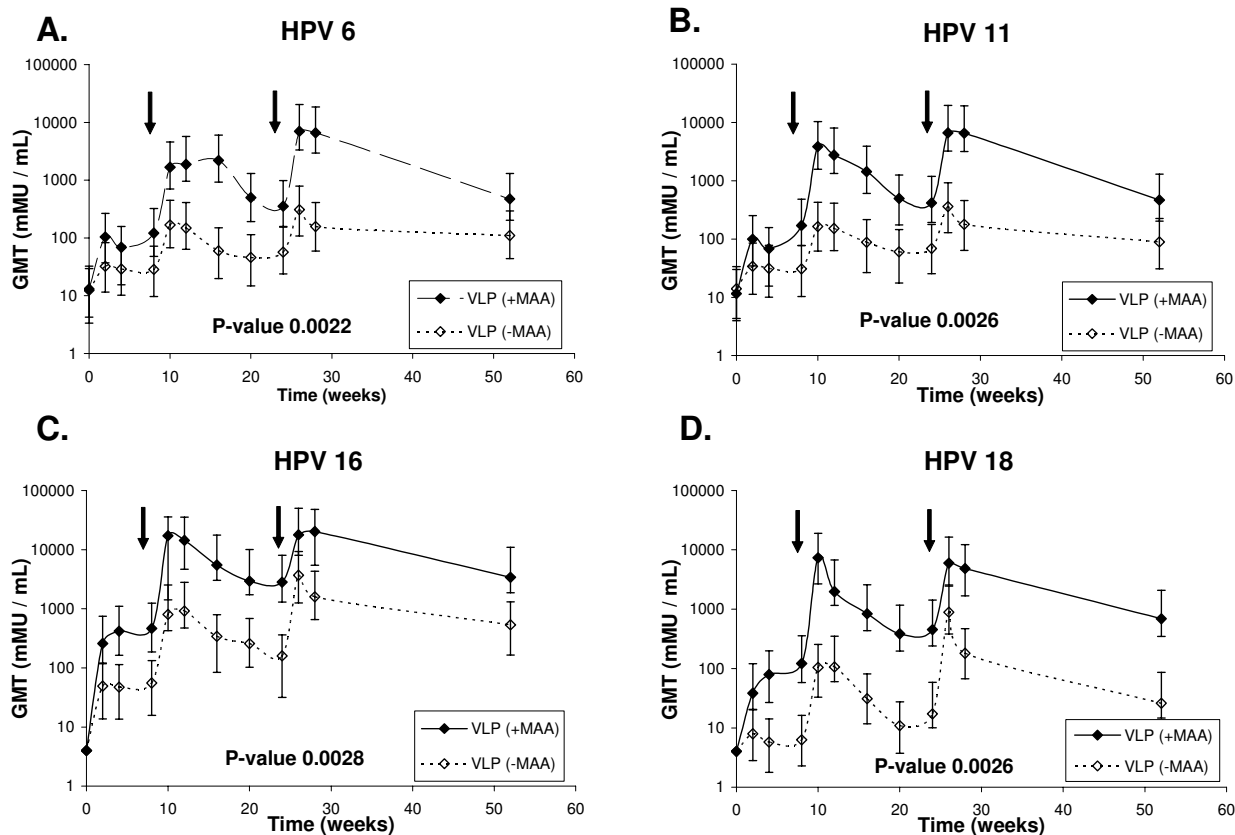 A.
HPV 6
GMT (mMU / mL)
100000
10000
1000
100
10
1
0 10 20 30 40 50 60
Time (weeks)
P-value 0.0022
VLP (+MAA)
VLP (-MAA)
B.
HPV 11
GMT (mMU / mL)
100000
10000
1000
100
10
1
0 10 20 30 40 50 60
Time (weeks)
P-value 0.0026
VLP (+MAA)
VLP (-MAA)
C.
HPV 16
GMT (mMU / mL)
100000
10000
1000
100
10
1
0 10 20 30 40 50 60
Time (weeks)
P-value 0.0028
VLP (+MAA)
VLP (-MAA)
D.
HPV 18
GMT (mMU / mL)
100000
10000
1000
100
10
1
0 10 20 30 40 50 60
Time (weeks)
P-value 0.0026
VLP (+MAA)
VLP (-MAA)